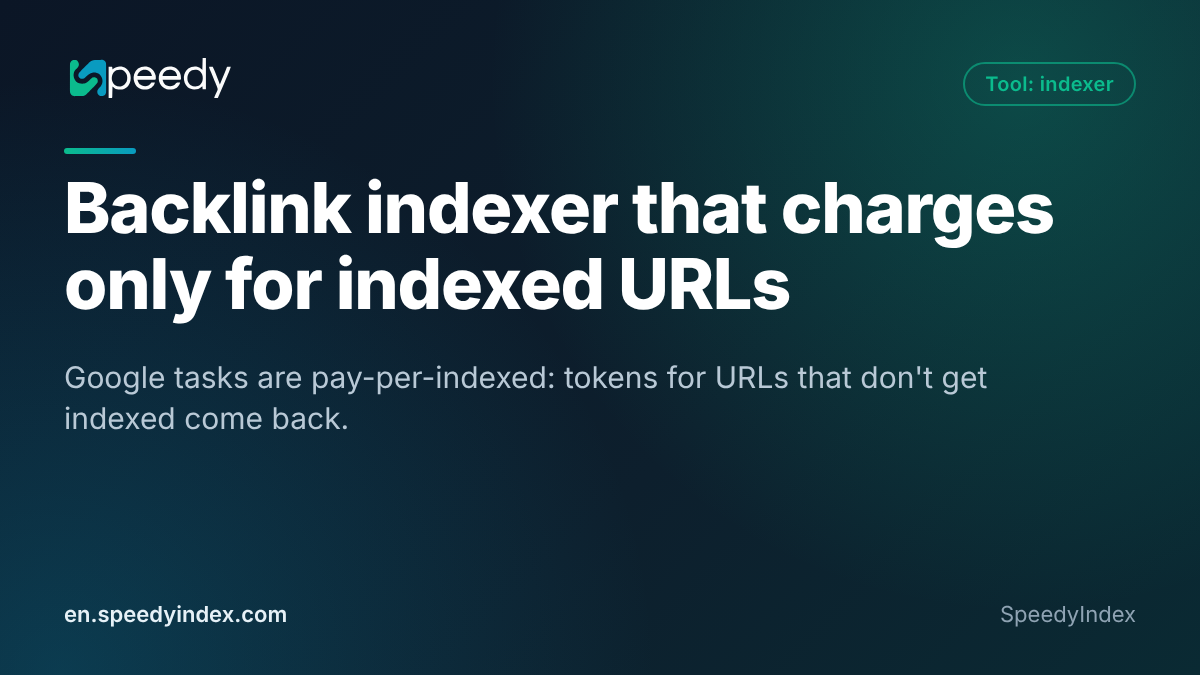 Speedy
Tool: indexer
Backlink indexer that charges
only for indexed URLs
Google tasks are pay-per-indexed: tokens for URLs that don't get
indexed come back.
en.speedyindex.com
SpeedyIndex